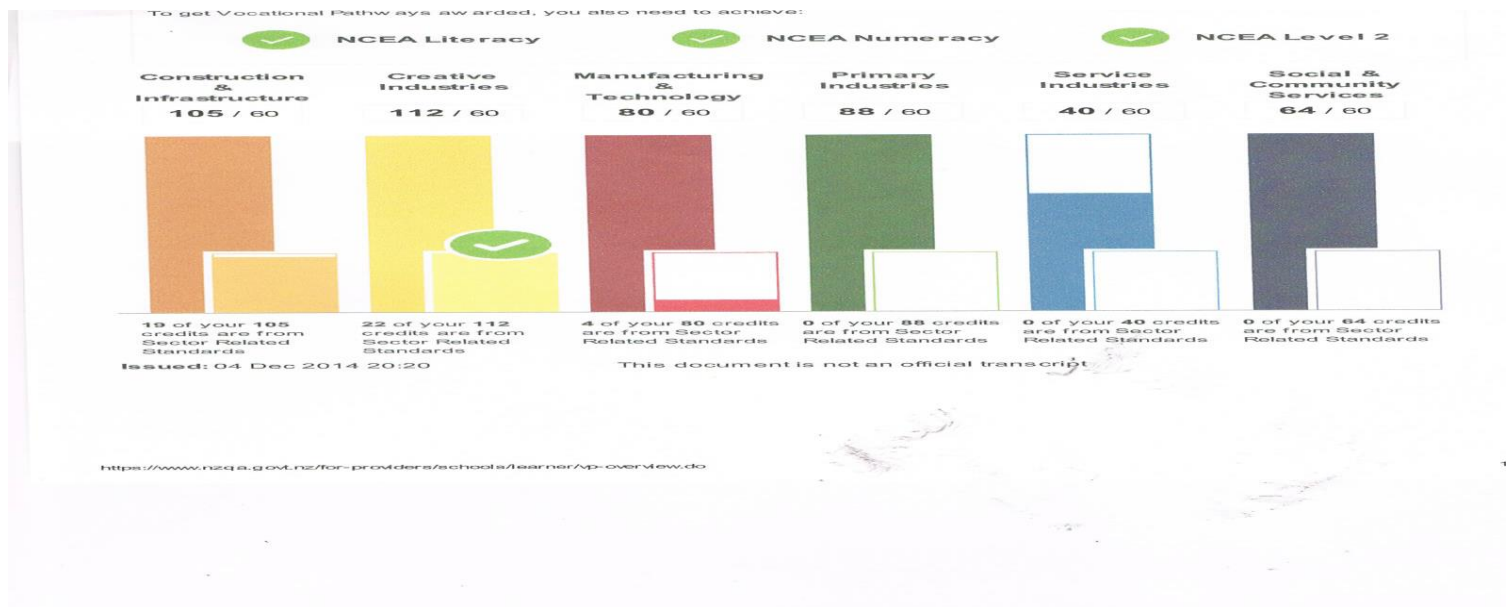 To get Vocational Pathways awarded, you also need to achieve:
NCEA Literacy
NCEA Numeracy
NCEA Level 2
Construction
&
Infrastructure
105 / 60
Creative
Industries
112 / 60
Manufacturing
&
Technology
80 / 60
Primary
Industries
88 / 60
Service
Industries
40 / 60
Social &
Community
Services
64 / 60
19 of your 105
credits are from
Sector Related
Standards
22 of your 112
credits are from
Sector Related
Standards
4 of your 80 credits
are from Sector
Related Standards
0 of your 88 credits
are from Sector
Related Standards
0 of your 40 credits
are from Sector
Related Standards
0 of your 64 credits
are from Sector
Related Standards
Issued: 04 Dec 2014 20:20
This document is not an official transcript
https://www.nzqa.govt.nz/for-providers/schools/learner/vp-overview.do